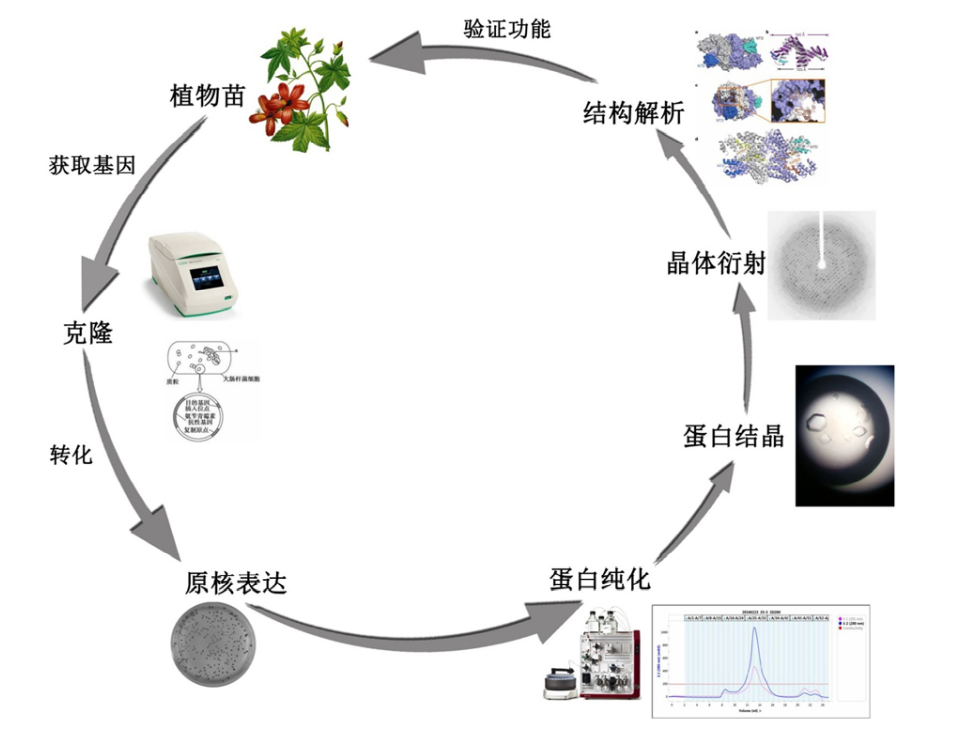 验证功能
植物苗
结构解析
获取基因
晶体衍射
克隆
质粒
大肠杆菌细胞
目的基因
插入位点
氨苄青霉素
抗性基因
复制原点
蛋白结晶
转化
原核表达
蛋白纯化
a
b
c
d
Volume (ml)